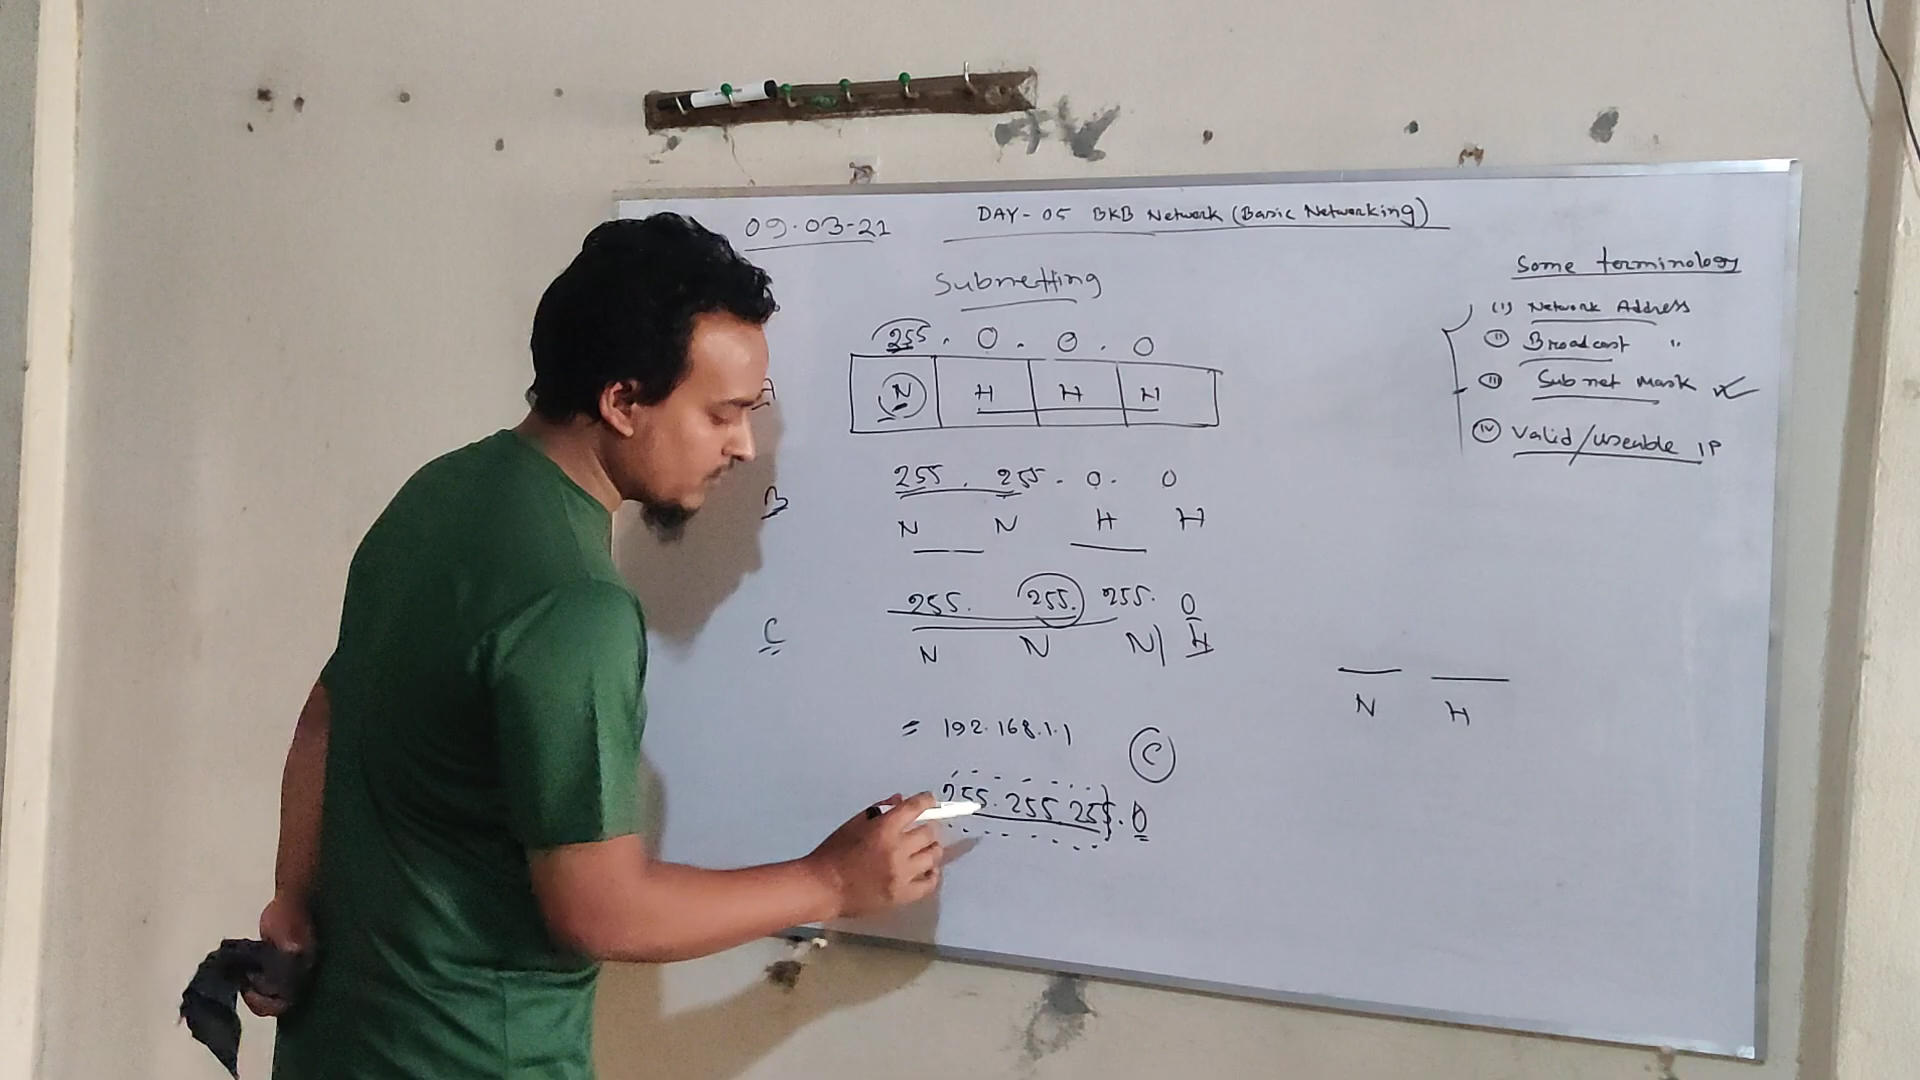 09.03-21
DAY-05 BKB Network (Basic Networking)
Subnetting
255 . 0 . 0 . 0
A
N H H H
B
255 . 255 . 0 . 0
N N H H
C
255. 255. 255. 0
N N N| H
= 192.168.1.1
C
255.255.255.0
Some terminology
(i) Network Address
(ii) Broadcast "
(iii) Subnet Mask
(iv) Valid/useable IP
N H